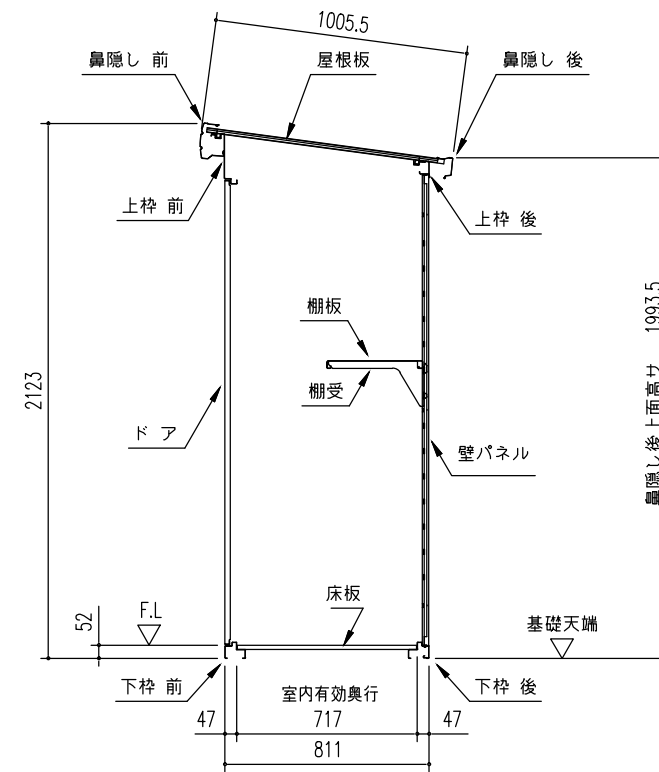 1005.5
鼻隠し 前
屋根板
鼻隠し 後
上枠 前
上枠 後
鼻隠し後上面高サ 1993.5
棚板
棚受
2123
ド ア
壁パネル
床板
F.L
52
基礎天端
下枠 前
室内有効奥行
下枠 後
47
717
47
811